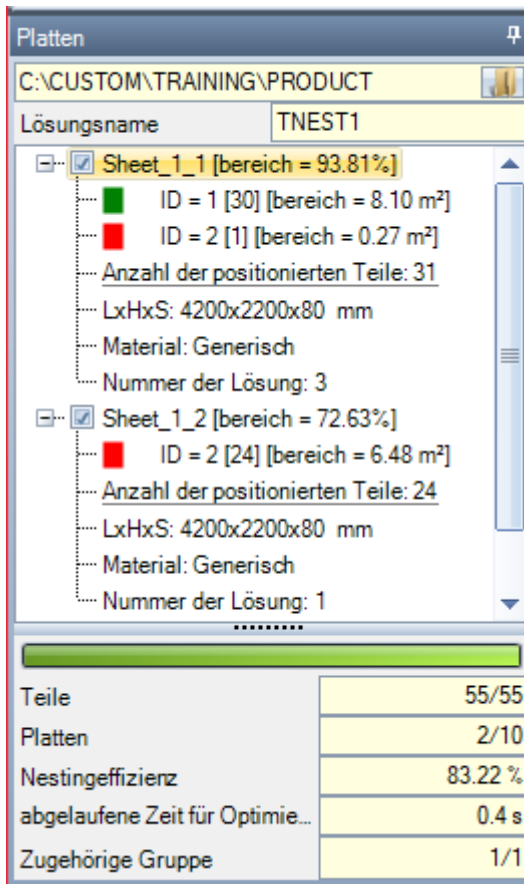 Platten
C:\CUSTOM\TRAINING\PRODUCT
Lösungsname TNEST1
Sheet_1_1 [bereich = 93.81%]
ID = 1 [30] [bereich = 8.10 m²]
ID = 2 [1] [bereich = 0.27 m²]
Anzahl der positionierten Teile: 31
LxHxS: 4200x2200x80 mm
Material: Generisch
Nummer der Lösung: 3
Sheet_1_2 [bereich = 72.63%]
ID = 2 [24] [bereich = 6.48 m²]
Anzahl der positionierten Teile: 24
LxHxS: 4200x2200x80 mm
Material: Generisch
Nummer der Lösung: 1
Teile 55/55
Platten 2/10
Nestingeffizienz 83.22 %
abgelaufene Zeit für Optimie... 0.4 s
Zugehörige Gruppe 1/1